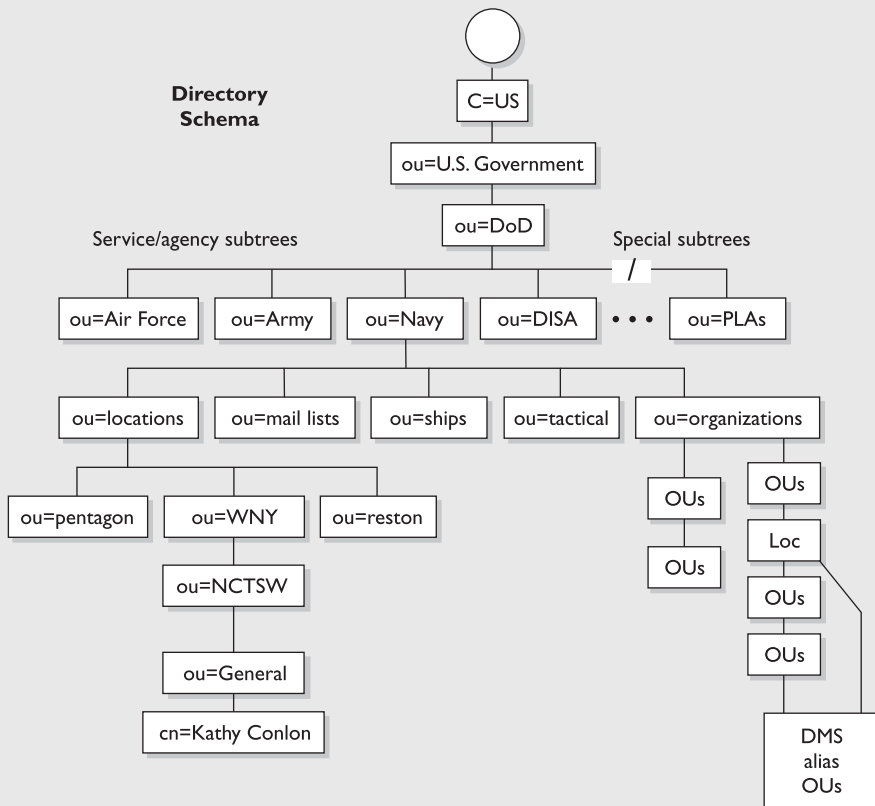 Directory
Schema
C=US
ou=U.S. Government
ou=DoD
Service/agency subtrees
Special subtrees
/
ou=Air Force
ou=Army
ou=Navy
ou=DISA
• • •
ou=PLAs
ou=locations
ou=mail lists
ou=ships
ou=tactical
ou=organizations
ou=pentagon
ou=WNY
ou=reston
OUs
OUs
Loc
ou=NCTSW
OUs
OUs
ou=General
OUs
cn=Kathy Conlon
DMS
alias
OUs